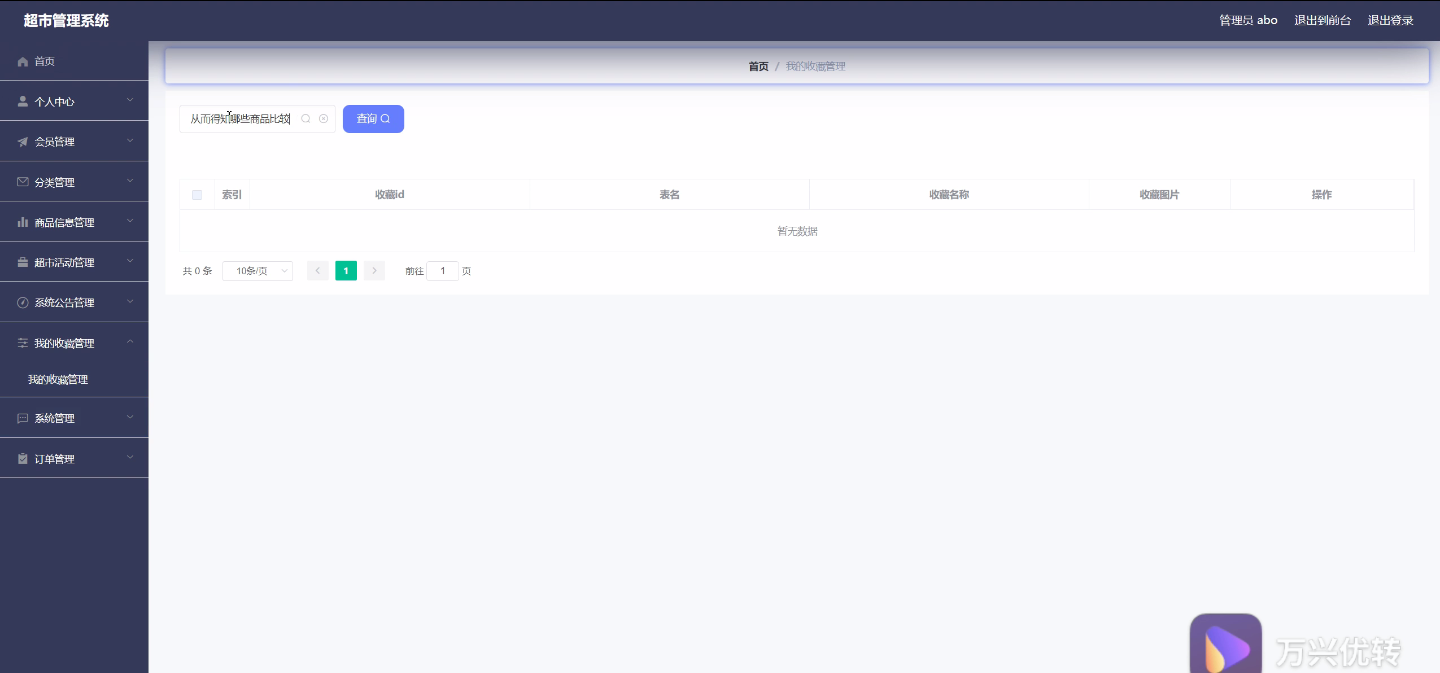 超市管理系统
管理员 abo 退出到前台 退出登录
首页
个人中心
会员管理
分类管理
商品信息管理
超市活动管理
系统公告管理
我的收藏管理
我的收藏管理
系统管理
订单管理
首页 / 我的收藏管理
从而得知哪些商品比较 查询
索引 收藏id 表名 收藏名称 收藏图片 操作
暂无数据
共 0 条 10条/页 1 前往 1 页
万兴优转